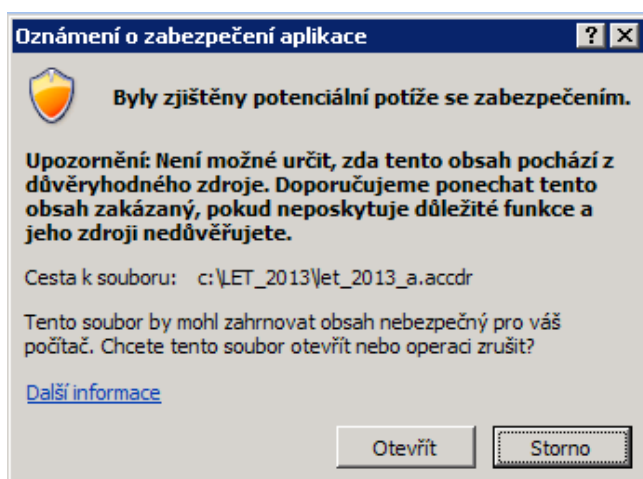 Oznámení o zabezpečení aplikace
Byly zjištěny potenciální potíže se zabezpečením.
Upozornění: Není možné určit, zda tento obsah pochází z
důvěryhodného zdroje. Doporučujeme ponechat tento
obsah zakázaný, pokud neposkytuje důležité funkce a
jeho zdroji nedůvěřujete.
Cesta k souboru: c:\LET_2013\let_2013_a.accdr
Tento soubor by mohl zahrnovat obsah nebezpečný pro váš
počítač. Chcete tento soubor otevřít nebo operaci zrušit?
Další informace
Otevřít Storno